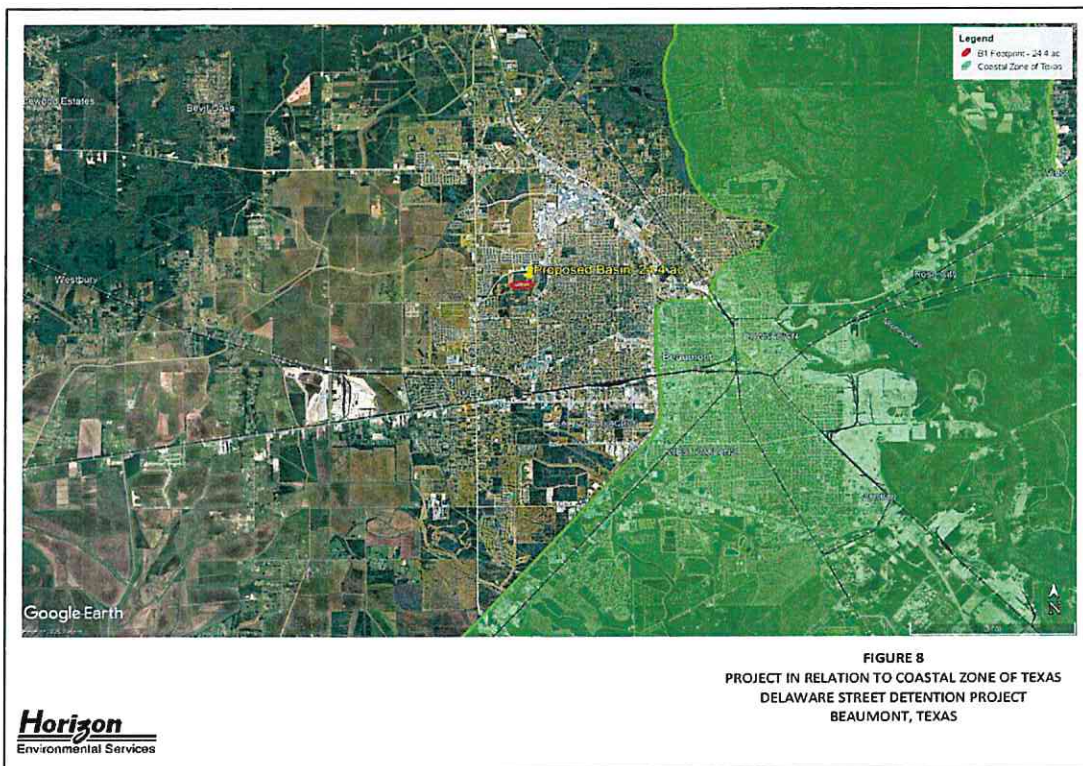 Legend
B1 Footprint - 24.4 ac
Coastal Zone of Texas
Bevil Oaks
Westbury
Proposed Basin- 24.4 ac
Beaumont
Rose City
Google Earth
N
FIGURE 8
PROJECT IN RELATION TO COASTAL ZONE OF TEXAS
DELAWARE STREET DETENTION PROJECT
BEAUMONT, TEXAS
Horizon
Environmental Services